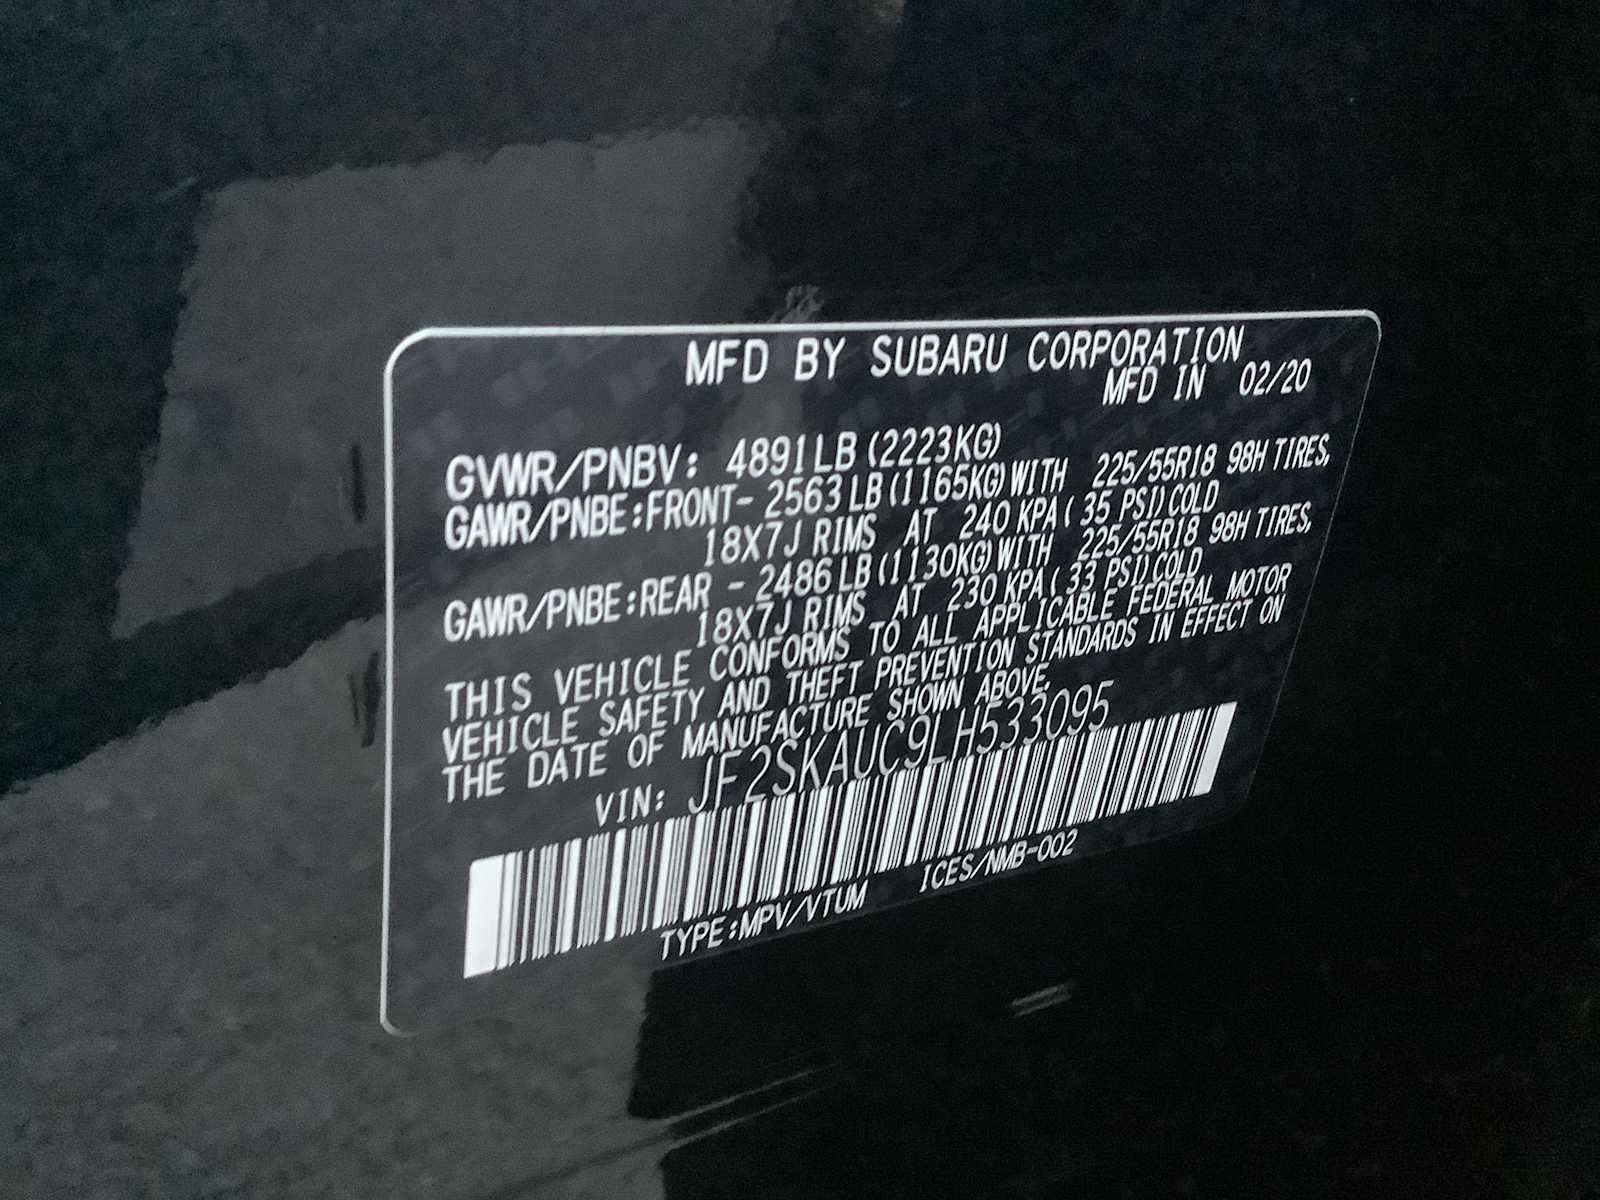 MFD BY SUBARU CORPORATION
MFD IN 02/20
GVWR/PNBV: 4891LB (2223KG)
GAWR/PNBE:FRONT- 2563 LB (1165KG) WITH 225/55R18 98H TIRES,
18X7J RIMS AT 240 KPA ( 35 PSI) COLD
GAWR/PNBE:REAR - 2486 LB (1130KG) WITH 225/55R18 98H TIRES,
18X7J RIMS AT 230 KPA ( 33 PSI) COLD
THIS VEHICLE CONFORMS TO ALL APPLICABLE FEDERAL MOTOR
VEHICLE SAFETY AND THEFT PREVENTION STANDARDS IN EFFECT ON
THE DATE OF MANUFACTURE SHOWN ABOVE.
VIN: JF2SKAUC9LH533095
TYPE:MPV/VTUM ICES/NMB-002